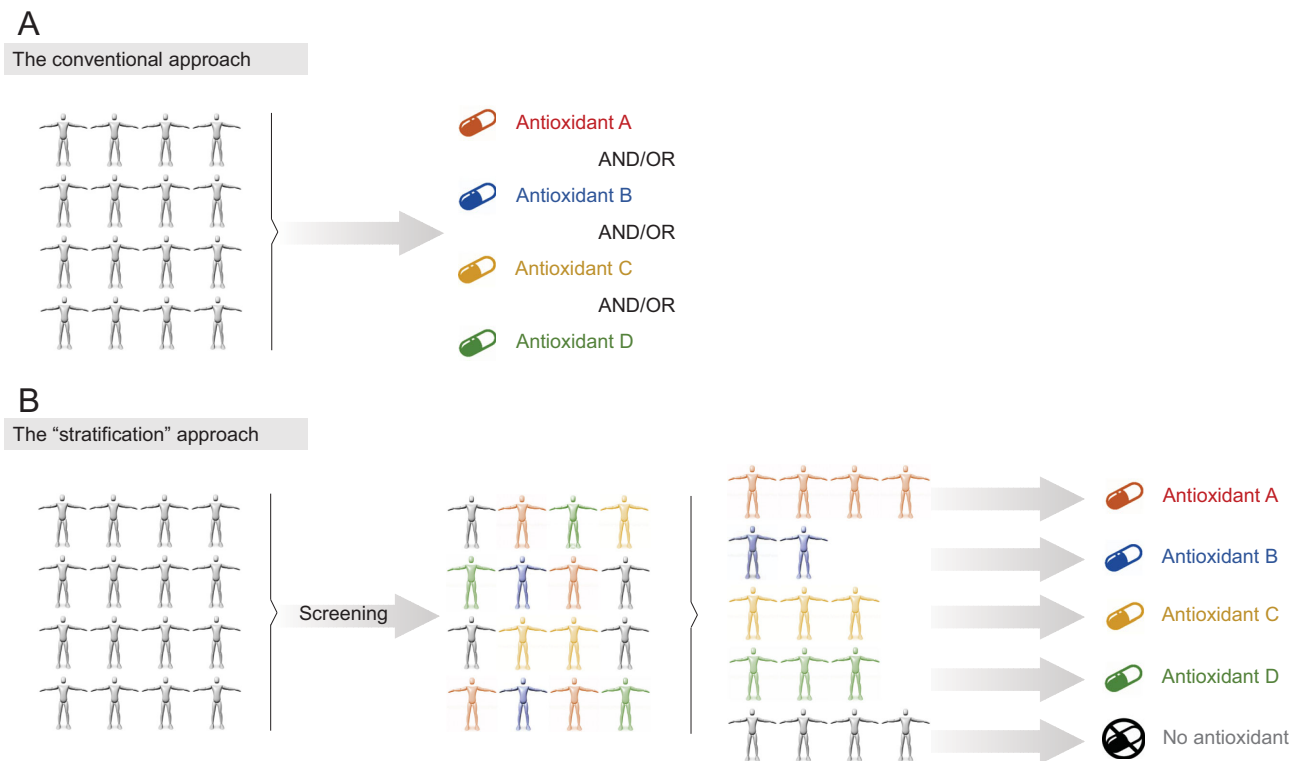 A
The conventional approach
Antioxidant A
AND/OR
Antioxidant B
AND/OR
Antioxidant C
AND/OR
Antioxidant D
B
The “stratification” approach
Screening
Antioxidant A
Antioxidant B
Antioxidant C
Antioxidant D
No antioxidant